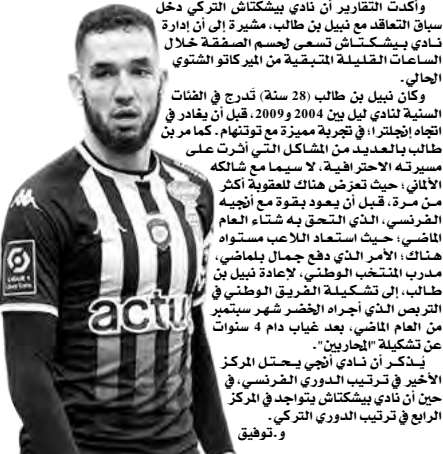 وأكدت التقارير أن نادي بيشكتاش التركي دخل
سباق التعاقد مع نبيل بن طالب، مشيرة إلى أن إدارة
نادي بيشكتاش تسعى لحسم الصفقة خلال
الساعات القليلة المتبقية من الميركاتو الشتوي
الحالي.
وكان نبيل بن طالب (28 سنة) تدرج في الفئات
السنية لنادي ليل بين 2004 و2009، قبل أن يغادر في
اتجاه إنجلترا؛ في تجربة مميزة مع توتنهام. كما مر بن
طالب بالعديد من المشاكل التي أثرت على
مسيرته الاحترافية، لا سيما مع شالكه
الألماني؛ حيث تعرض هناك للعقوبة أكثر
من مرة، قبل أن يعود بقوة مع أنجيه
الفرنسي، الذي التحق به شتاء العام
الماضي؛ حيث استعاد اللاعب مستواه
هناك؛ الأمر الذي دفع جمال بلماضي،
مدرب المنتخب الوطني، لإعادة نبيل بن
طالب، إلى تشكيلة الفريق الوطني في
التربص الذي أجراه الخضر شهر سبتمبر
من العام الماضي، بعد غياب دام 4 سنوات
عن تشكيلة "المحاربين".
يُذكر أن نادي أنجي يحتل المركز
الأخير في ترتيب الدوري الفرنسي، في
حين أن نادي بيشكتاش يتواجد في المركز
الرابع في ترتيب الدوري التركي.
و.توفيق
actu